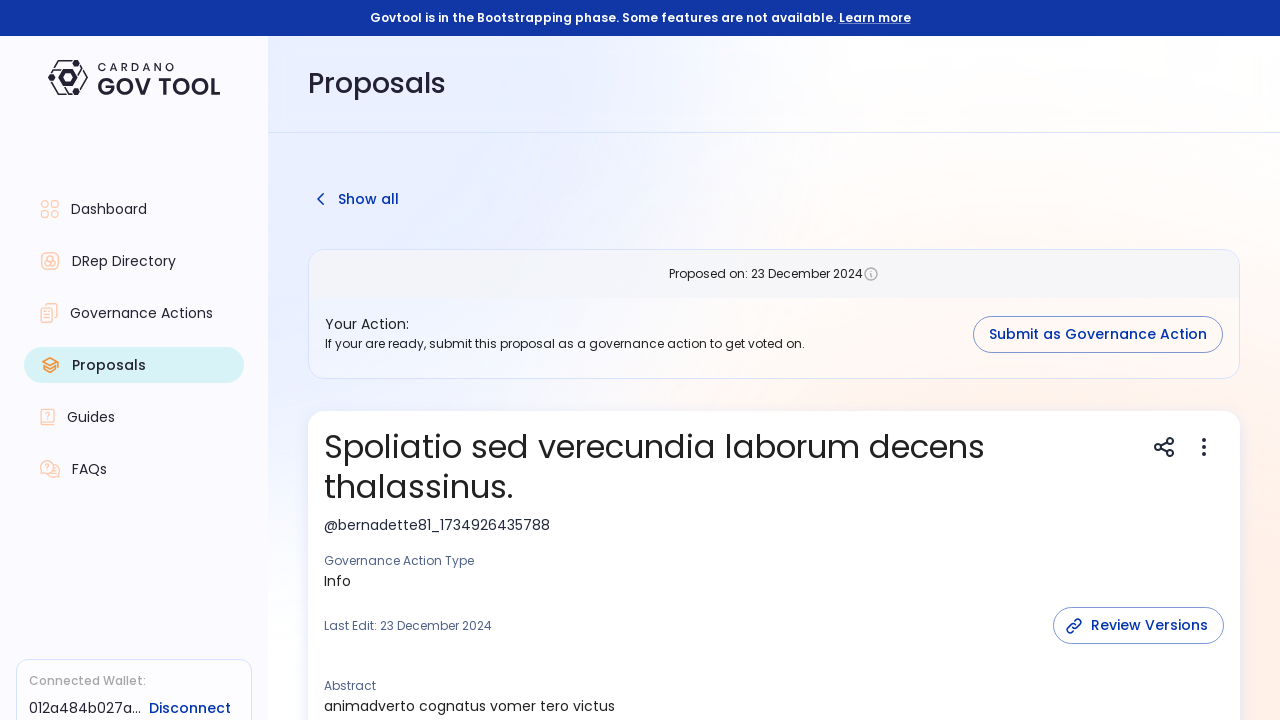 Govtool is in the Bootstrapping phase. Some features are not available. Learn more
CARDANO
GOV TOOL
Proposals
Dashboard
DRep Directory
Governance Actions
Proposals
Guides
FAQs
Connected Wallet:
012a484b027a... Disconnect
Show all
Proposed on: 23 December 2024
Your Action:
If your are ready, submit this proposal as a governance action to get voted on.
Submit as Governance Action
Spoliatio sed verecundia laborum decens
thalassinus.
@bernadette81_1734926435788
Governance Action Type
Info
Last Edit: 23 December 2024
Review Versions
Abstract
animadverto cognatus vomer tero victus